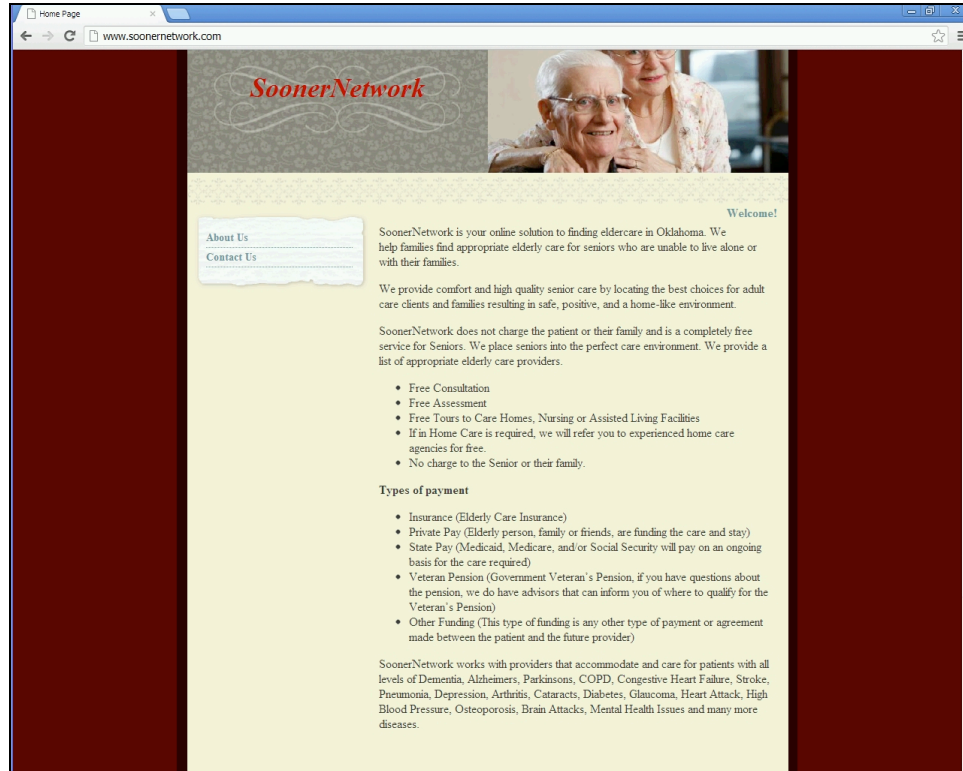 Home Page
www.soonernetwork.com
SoonerNetwork
Welcome!
About Us
Contact Us
SoonerNetwork is your online solution to finding eldercare in Oklahoma. We
help families find appropriate elderly care for seniors who are unable to live alone or
with their families.
We provide comfort and high quality senior care by locating the best choices for adult
care clients and families resulting in safe, positive, and a home-like environment.
SoonerNetwork does not charge the patient or their family and is a completely free
service for Seniors. We place seniors into the perfect care environment. We provide a
list of appropriate elderly care providers.
• Free Consultation
• Free Assessment
• Free Tours to Care Homes, Nursing or Assisted Living Facilities
• If in Home Care is required, we will refer you to experienced home care
agencies for free.
• No charge to the Senior or their family.
Types of payment
• Insurance (Elderly Care Insurance)
• Private Pay (Elderly person, family or friends, are funding the care and stay)
• State Pay (Medicaid, Medicare, and/or Social Security will pay on an ongoing
basis for the care required)
• Veteran Pension (Government Veteran's Pension, if you have questions about
the pension, we do have advisors that can inform you of where to qualify for the
Veteran's Pension)
• Other Funding (This type of funding is any other type of payment or agreement
made between the patient and the future provider)
SoonerNetwork works with providers that accommodate and care for patients with all
levels of Dementia, Alzheimers, Parkinsons, COPD, Congestive Heart Failure, Stroke,
Pneumonia, Depression, Arthritis, Cataracts, Diabetes, Glaucoma, Heart Attack, High
Blood Pressure, Osteoporosis, Brain Attacks, Mental Health Issues and many more
diseases.